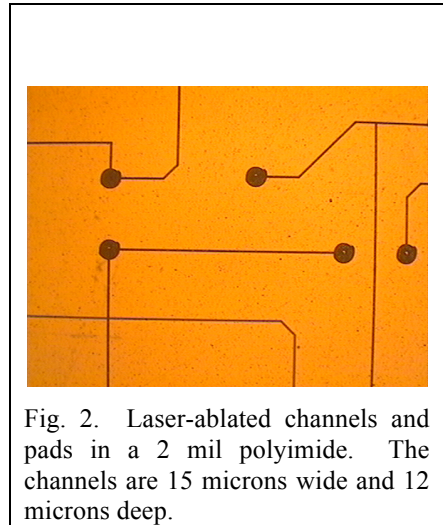 Fig. 2. Laser-ablated channels and
pads in a 2 mil polyimide. The
channels are 15 microns wide and 12
microns deep.